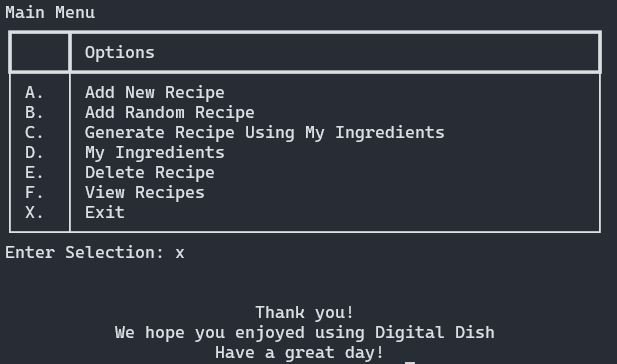 Main Menu
Options
A. Add New Recipe
B. Add Random Recipe
C. Generate Recipe Using My Ingredients
D. My Ingredients
E. Delete Recipe
F. View Recipes
X. Exit
Enter Selection: x
Thank you!
We hope you enjoyed using Digital Dish
Have a great day!